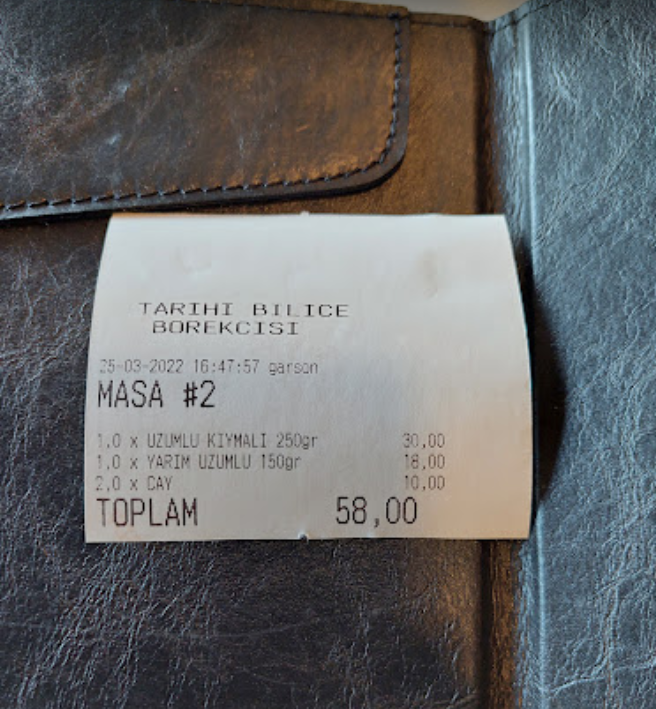 TARIHI BILICE
BOREKCISI
25-03-2022 16:47:57 garson
MASA #2
1,0 x UZUMLU KIYMALI 250gr 30,00
1,0 x YARIM UZUMLU 150gr 18,00
2,0 x CAY 10,00
TOPLAM 58,00